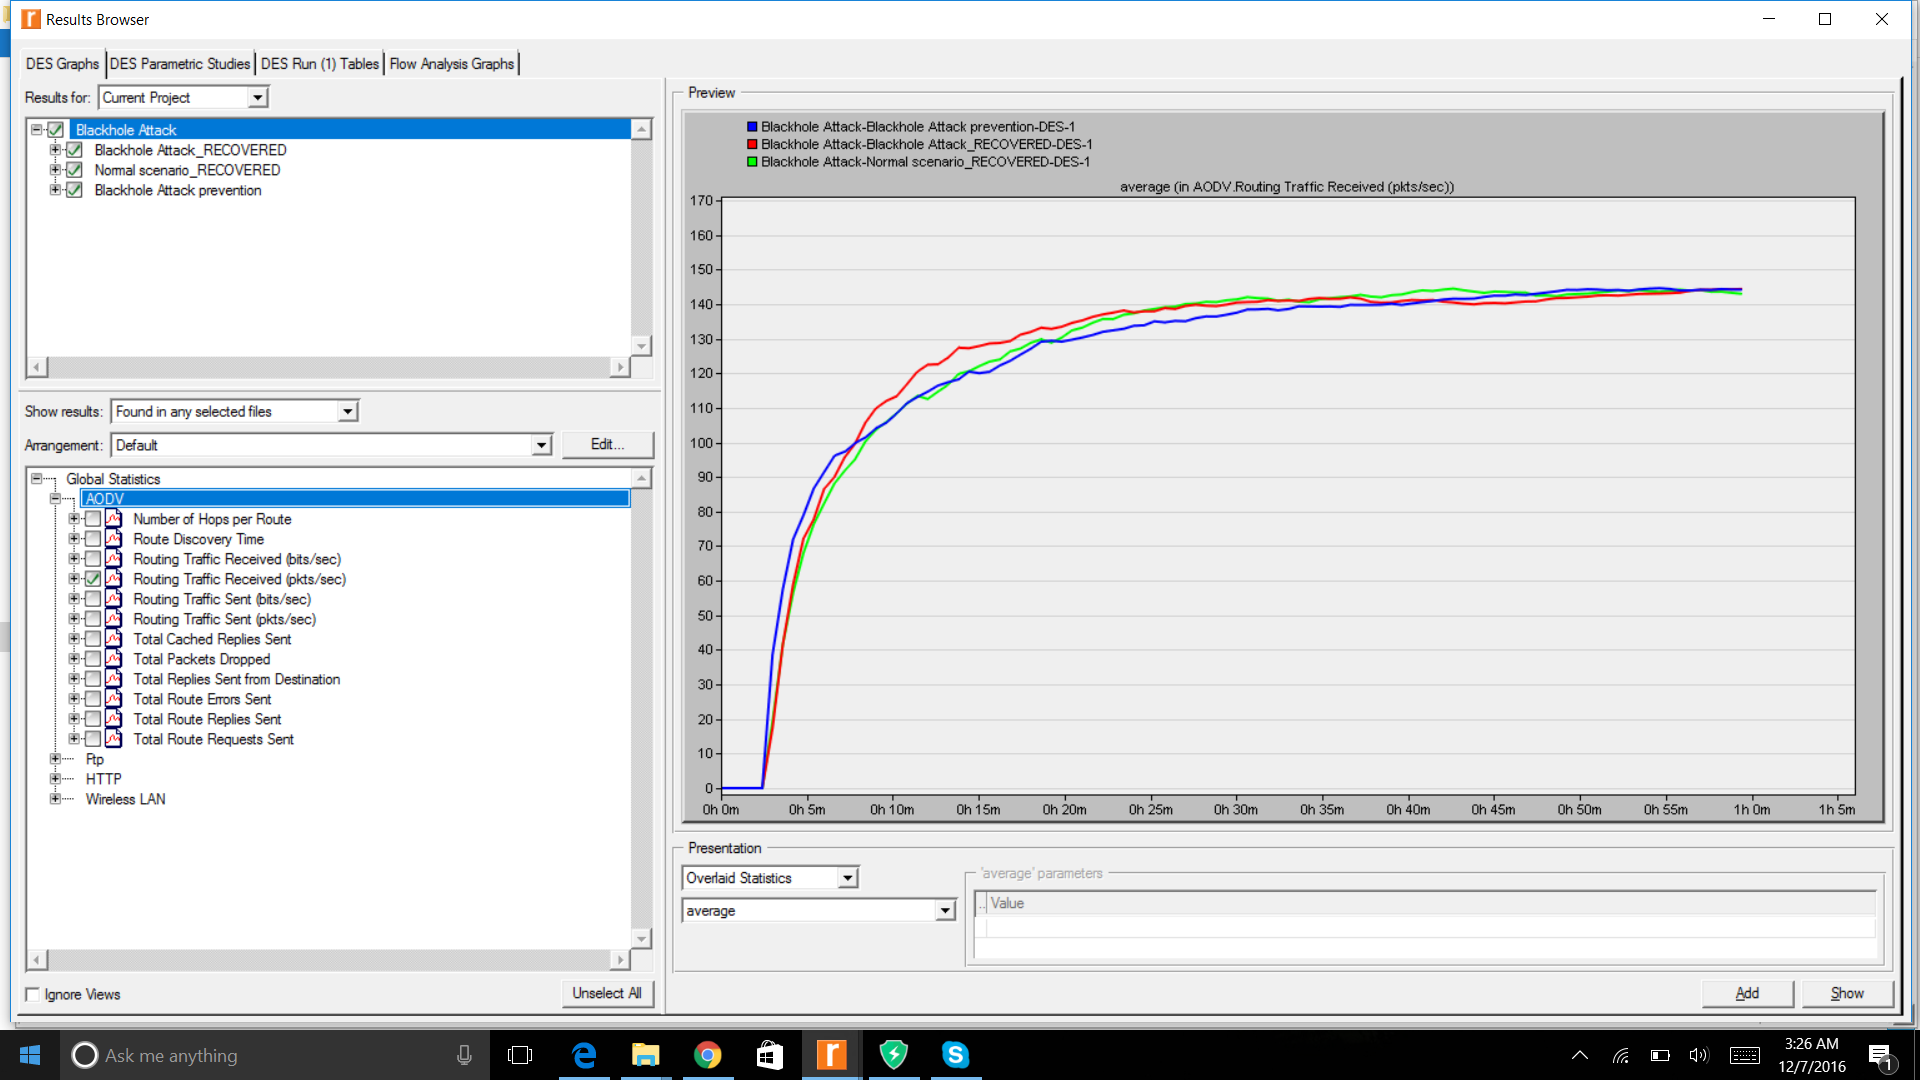 Results Browser
DES Graphs
DES Parametric Studies
DES Run (1) Tables
Flow Analysis Graphs
Results for:
Current Project
Blackhole Attack
Blackhole Attack_RECOVERED
Normal scenario_RECOVERED
Blackhole Attack prevention
Show results:
Found in any selected files
Arrangement:
Default
Edit...
Global Statistics
AODV
Number of Hops per Route
Route Discovery Time
Routing Traffic Received (bits/sec)
Routing Traffic Received (pkts/sec)
Routing Traffic Sent (bits/sec)
Routing Traffic Sent (pkts/sec)
Total Cached Replies Sent
Total Packets Dropped
Total Replies Sent from Destination
Total Route Errors Sent
Total Route Replies Sent
Total Route Requests Sent
Ftp
HTTP
Wireless LAN
Ignore Views
Unselect All
Preview
Blackhole Attack-Blackhole Attack prevention-DES-1
Blackhole Attack-Blackhole Attack_RECOVERED-DES-1
Blackhole Attack-Normal scenario_RECOVERED-DES-1
average (in AODV.Routing Traffic Received (pkts/sec))
170
160
150
140
130
120
110
100
90
80
70
60
50
40
30
20
10
0
0h 0m
0h 5m
0h 10m
0h 15m
0h 20m
0h 25m
0h 30m
0h 35m
0h 40m
0h 45m
0h 50m
0h 55m
1h 0m
1h 5m
Presentation
Overlaid Statistics
average
'average' parameters
.. Value
Add
Show
Ask me anything
3:26 AM
12/7/2016
1